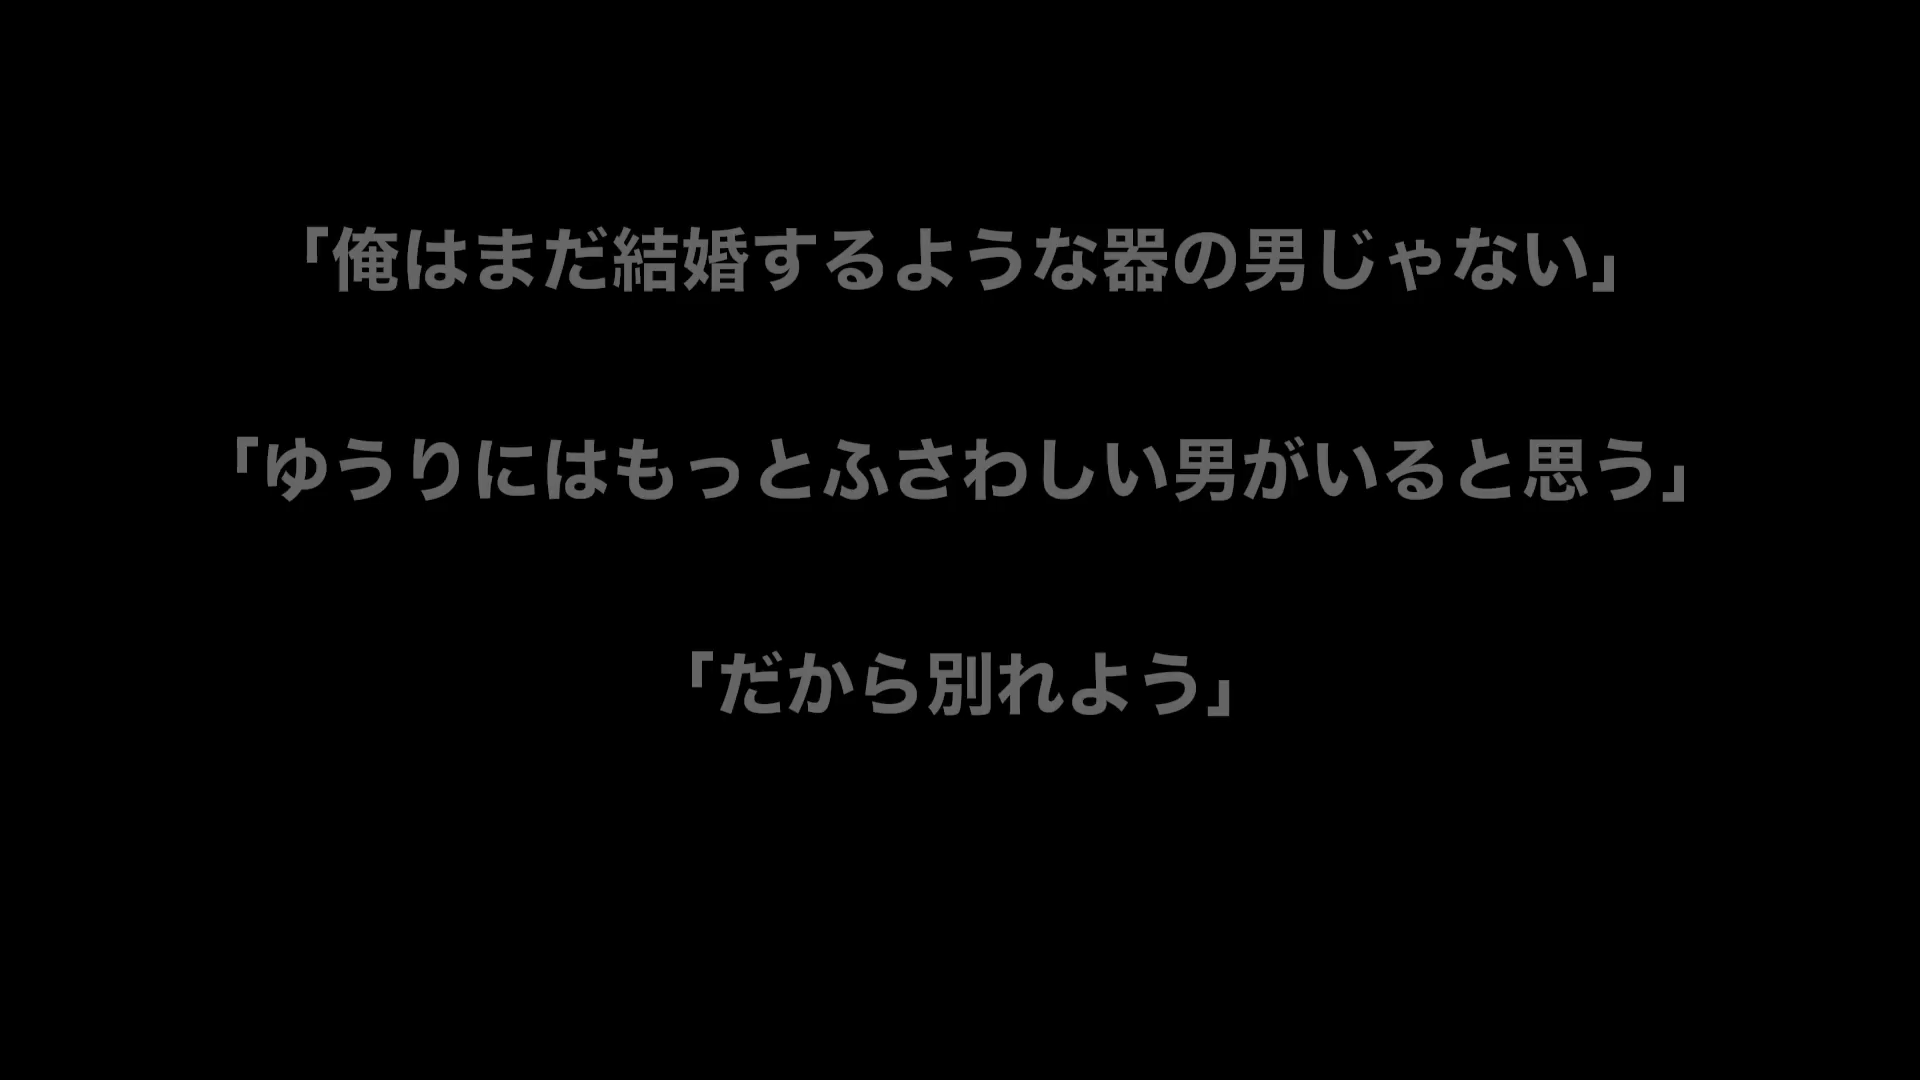 「俺はまだ結婚するような器の男じゃない」
「ゆうりにはもっとふさわしい男がいると思う」
「だから別れよう」